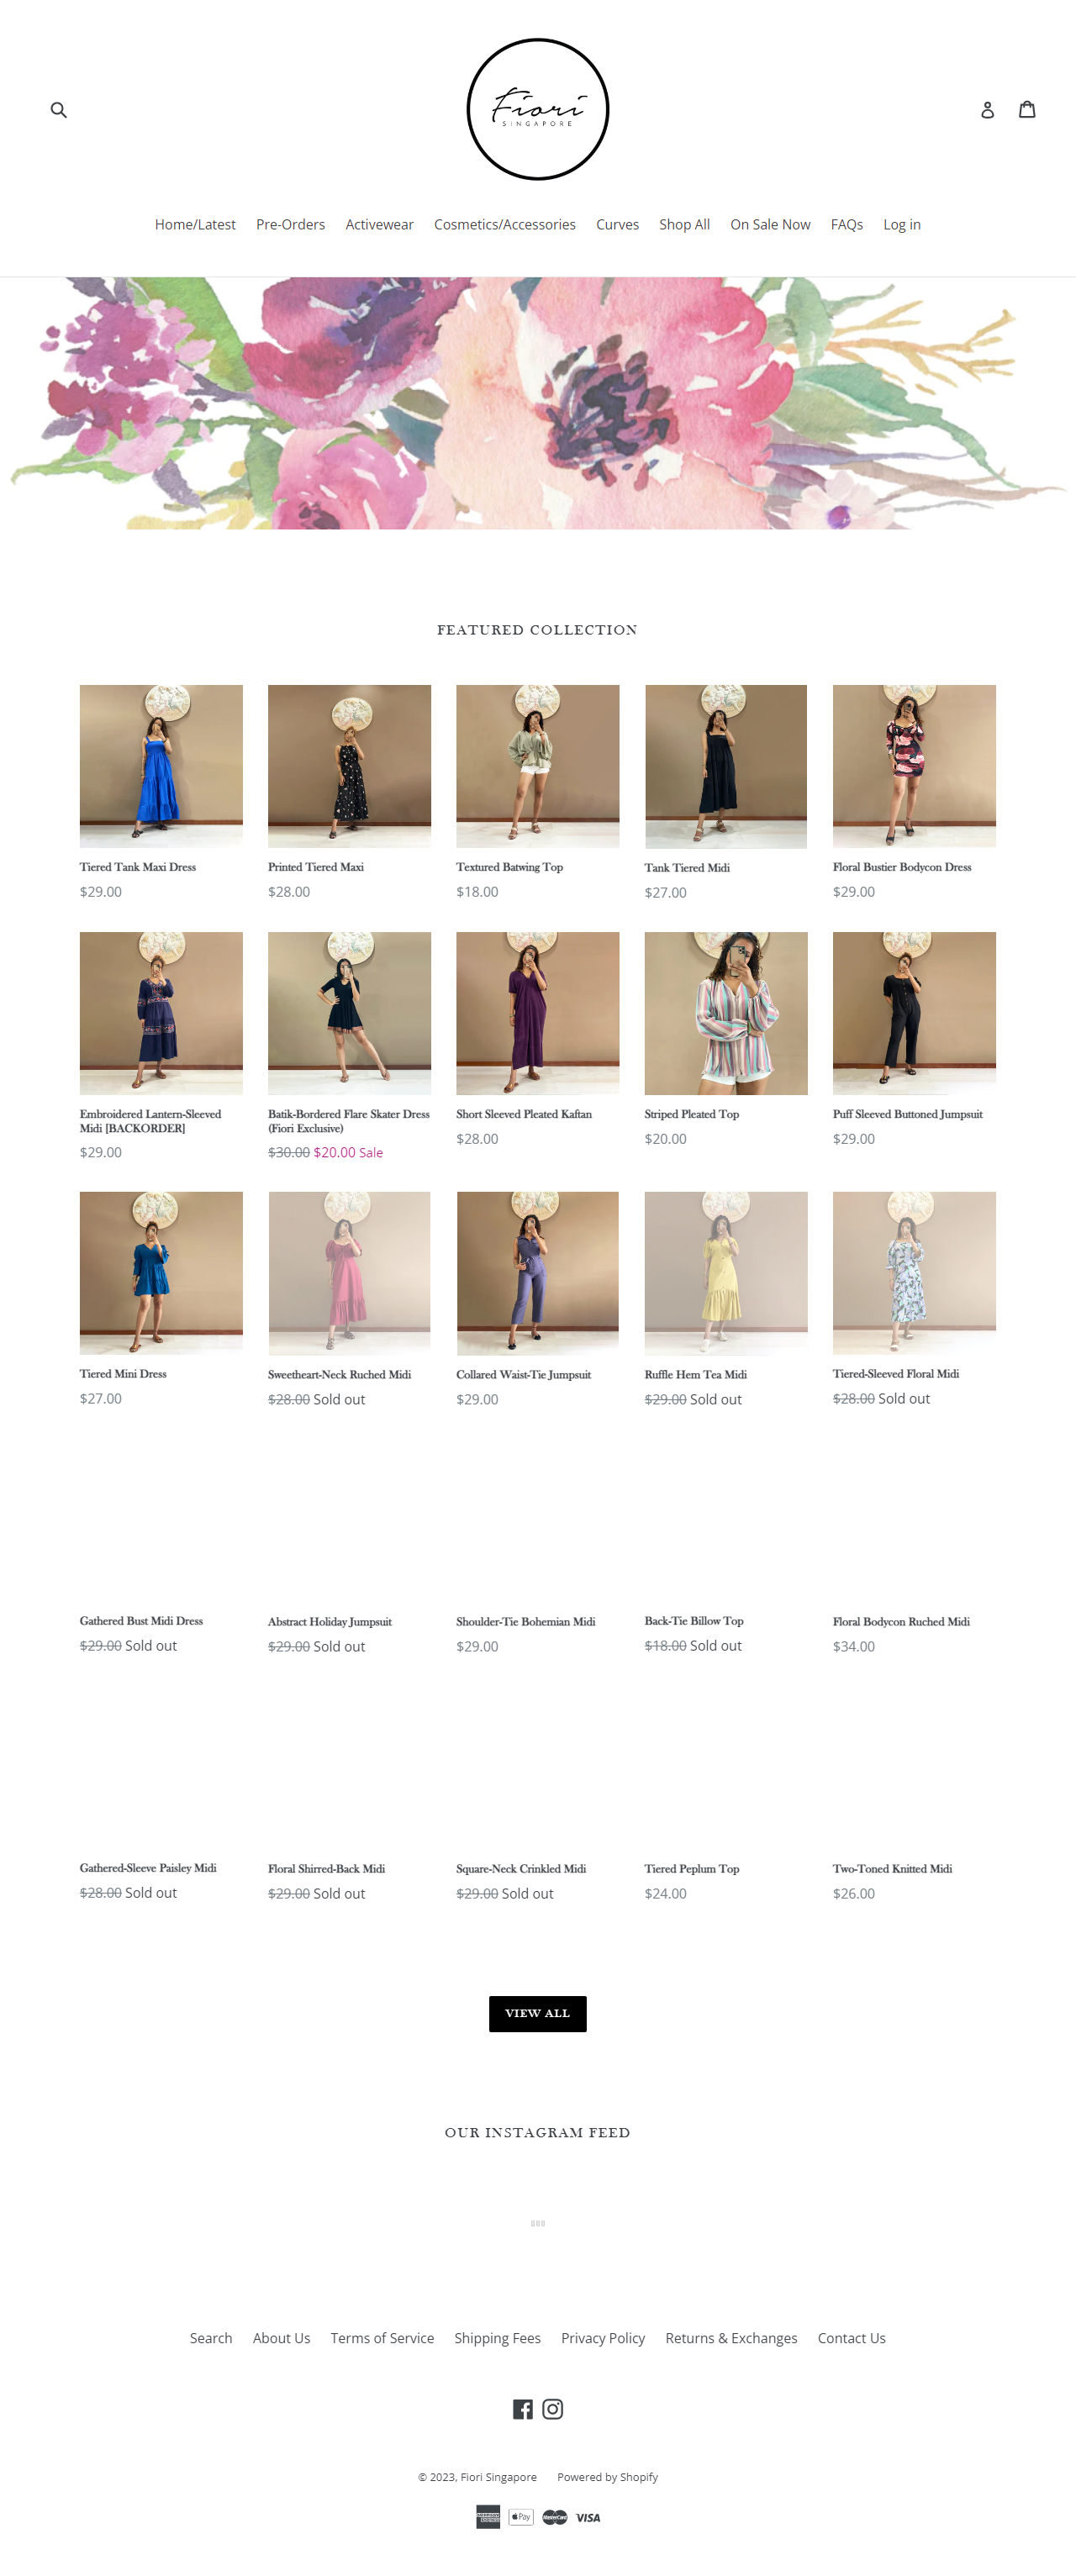 Fiori
SINGAPORE
Home/Latest Pre-Orders Activewear Cosmetics/Accessories Curves Shop All On Sale Now FAQs Log in
FEATURED COLLECTION
Tiered Tank Maxi Dress
$29.00
Printed Tiered Maxi
$28.00
Textured Batwing Top
$18.00
Tank Tiered Midi
$27.00
Floral Bustier Bodycon Dress
$29.00
Embroidered Lantern-Sleeved
Midi [BACKORDER]
$29.00
Batik-Bordered Flare Skater Dress
(Fiori Exclusive)
$30.00 $20.00 Sale
Short Sleeved Pleated Kaftan
$28.00
Striped Pleated Top
$20.00
Puff Sleeved Buttoned Jumpsuit
$29.00
Tiered Mini Dress
$27.00
Sweetheart-Neck Ruched Midi
$28.00 Sold out
Collared Waist-Tie Jumpsuit
$29.00
Ruffle Hem Tea Midi
$29.00 Sold out
Tiered-Sleeved Floral Midi
$28.00 Sold out
Gathered Bust Midi Dress
$29.00 Sold out
Abstract Holiday Jumpsuit
$29.00 Sold out
Shoulder-Tie Bohemian Midi
$29.00
Back-Tie Billow Top
$18.00 Sold out
Floral Bodycon Ruched Midi
$34.00
Gathered-Sleeve Paisley Midi
$28.00 Sold out
Floral Shirred-Back Midi
$29.00 Sold out
Square-Neck Crinkled Midi
$29.00 Sold out
Tiered Peplum Top
$24.00
Two-Toned Knitted Midi
$26.00
VIEW ALL
OUR INSTAGRAM FEED
Search About Us Terms of Service Shipping Fees Privacy Policy Returns & Exchanges Contact Us
© 2023, Fiori Singapore Powered by Shopify
AMERICAN EXPRESS Pay MasterCard VISA